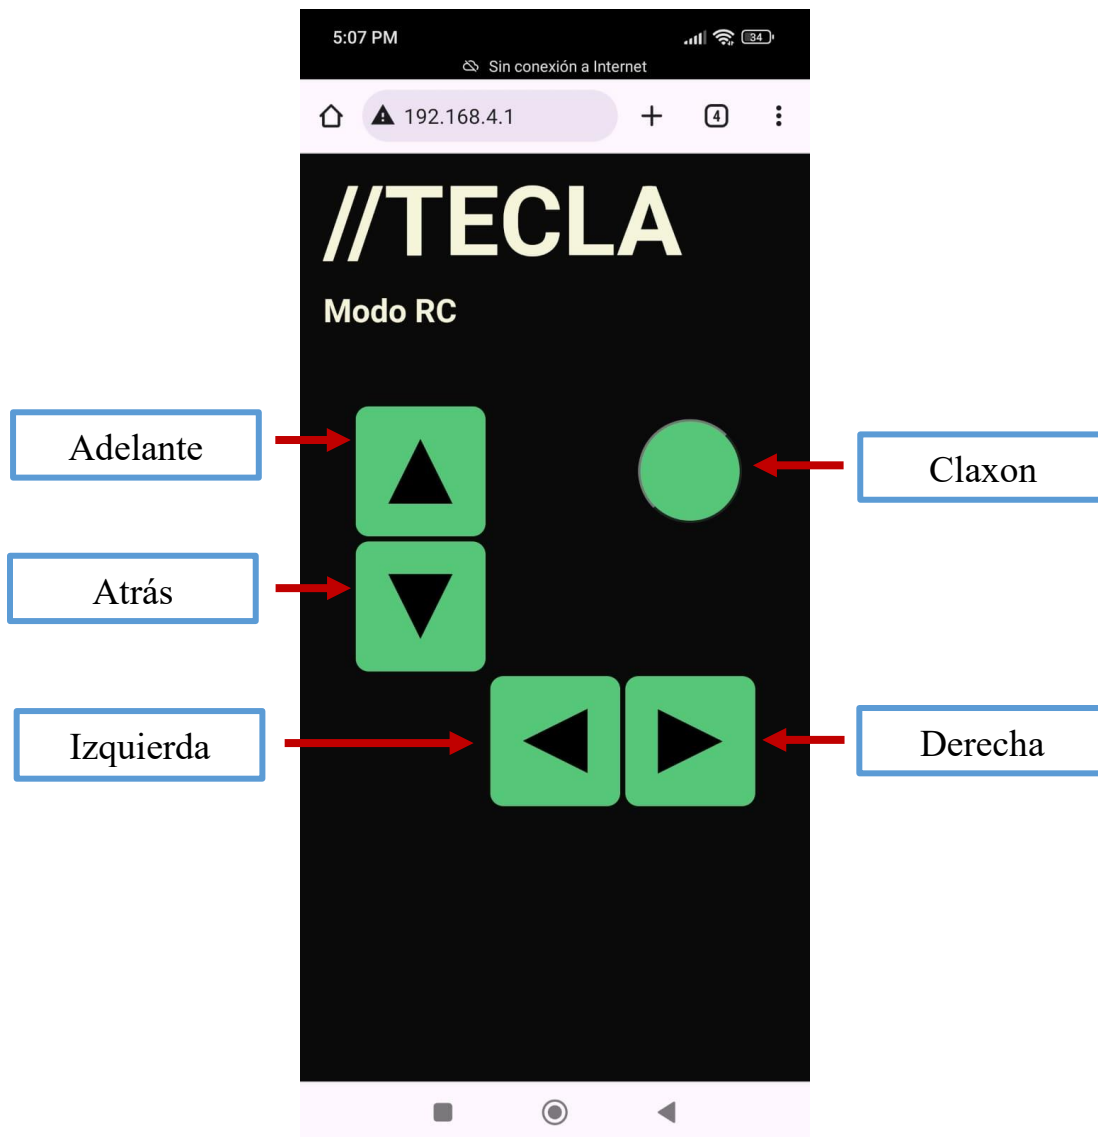 5:07 PM
34
Sin conexión a Internet
192.168.4.1
4
//TECLA
Modo RC
Adelante
Claxon
Atrás
Izquierda
Derecha